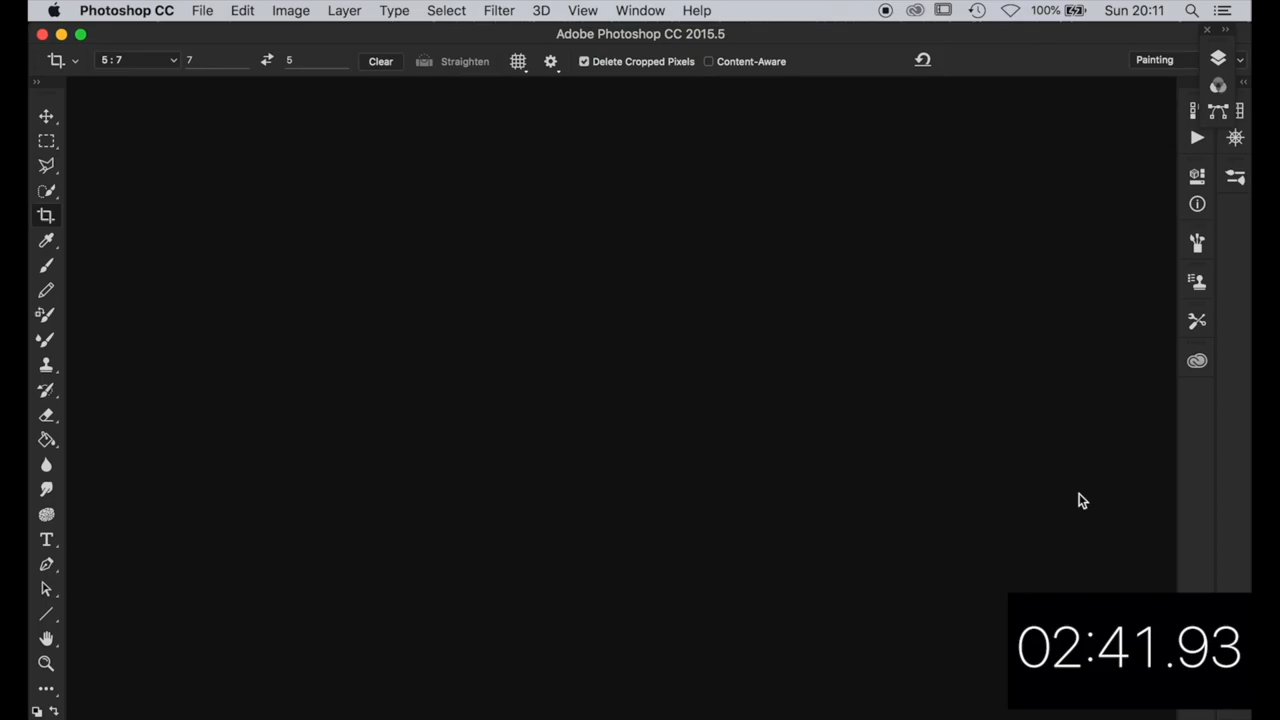 Photoshop CC File Edit Image Layer Type Select Filter 3D View Window Help 100% Sun 20:11
Adobe Photoshop CC 2015.5
5 : 7 7 5 Clear Straighten Delete Cropped Pixels Content-Aware Painting
T
02:41.93